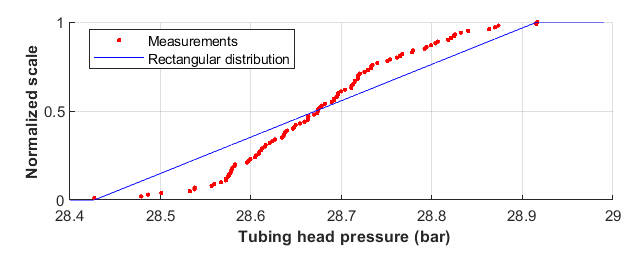 Normalized scale
1
0.5
0
Measurements
Rectangular distribution
28.4 28.5 28.6 28.7 28.8 28.9 29
Tubing head pressure (bar)